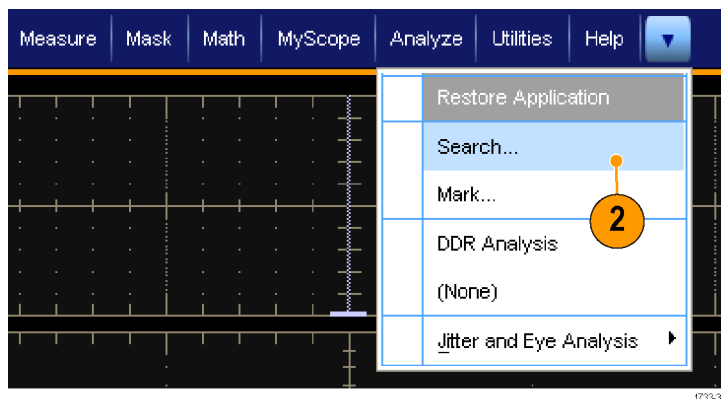 Measure Mask Math MyScope Analyze Utilities Help
Restore Application
Search...
Mark...
2
DDR Analysis
(None)
Jitter and Eye Analysis